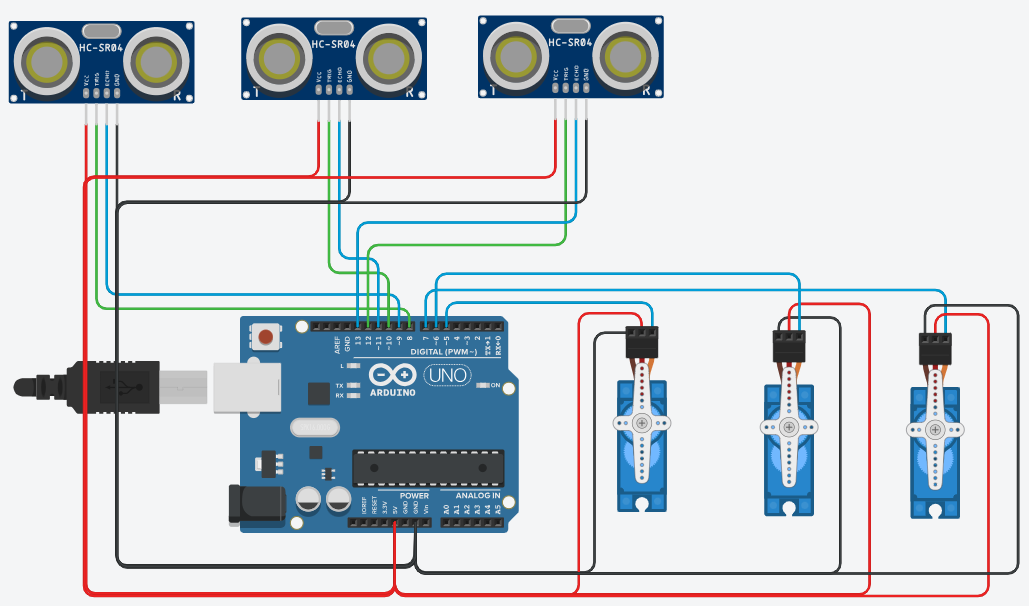 HC-SR04
VCC
TRIG
ECHO
GND
T
R
HC-SR04
VCC
TRIG
ECHO
GND
T
R
HC-SR04
VCC
TRIG
ECHO
GND
T
R
AREF
GND
13
12
~11
~10
~9
8
7
~6
~5
4
~3
2
TX→1
RX←0
DIGITAL (PWM~)
L
TX
RX
ARDUINO
UNO
ON
POWER
ANALOG IN
IOREF
RESET
3.3V
5V
GND
GND
Vin
A0
A1
A2
A3
A4
A5